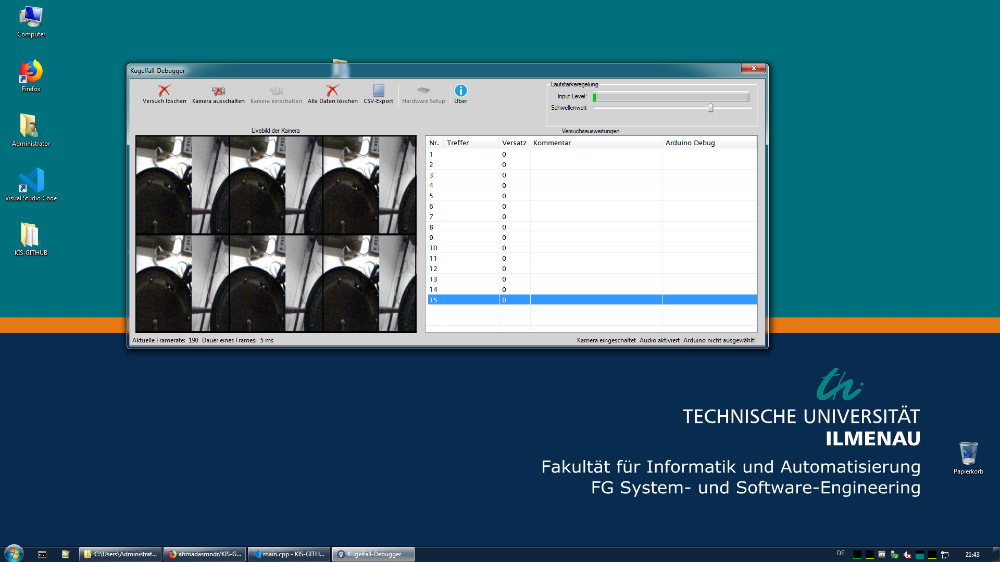 Computer
Firefox
Administrator
Visual Studio Code
KIS-GITHUB
Kugelfall-Debugger
Versuch löschen
Kamera ausschalten
Kamera einschalten
Alle Daten löschen
CSV-Export
Hardware Setup
Über
Lautstärkeregelung
Input Level:
Schwellenwert
Livebild der Kamera
Versuchsauswertungen
Nr. Treffer Versatz Kommentar Arduino Debug
1 0
2 0
3 0
4 0
5 0
6 0
7 0
8 0
9 0
10 0
11 0
12 0
13 0
14 0
15 0
Aktuelle Framerate: 190 Dauer eines Frames: 5 ms
Kamera eingeschaltet Audio aktiviert Arduino nicht ausgewählt!
th
TECHNISCHE UNIVERSITÄT
ILMENAU
Fakultät für Informatik und Automatisierung
FG System- und Software-Engineering
Papierkorb
C:\Users\Administrat...
ahmadasmndr/KIS-G...
main.cpp - KIS-GITH...
Kugelfall-Debugger
DE
21:43